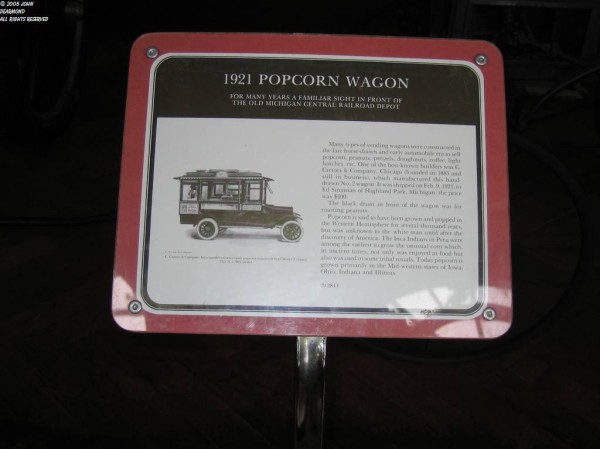 © 2005 JOHN
DEARMOND
ALL RIGHTS RESERVED
1921 POPCORN WAGON
FOR MANY YEARS A FAMILIAR SIGHT IN FRONT OF
THE OLD MICHIGAN CENTRAL RAILROAD DEPOT
Many types of vending wagons were constructed in
the late horse-drawn and early automobile era to sell
popcorn, peanuts, pretzels, doughnuts, coffee, light
lunches, etc. One of the best-known builders was C.
Cretors & Company, Chicago (founded in 1885 and
still in business), which manufactured this hand-
drawn No. 2 wagon. It was shipped on Feb. 9, 1921, to
Ed Amanian of Highland Park, Michigan; the price
was
The black drum in front of the wagon was for
roasting peanuts.
Popcorn is said to have been grown and popped in
the Western Hemisphere for several thousand years,
but was unknown to the white man until after the
discovery of America. The Inca Indians in Peru were
among the earliest to grow the unusual corn which,
in ancient times, not only was enjoyed as food but
also was used in some tribal rituals. Today popcorn is
grown primarily in the Mid-western states of Iowa,
Ohio, Indiana and Illinois.